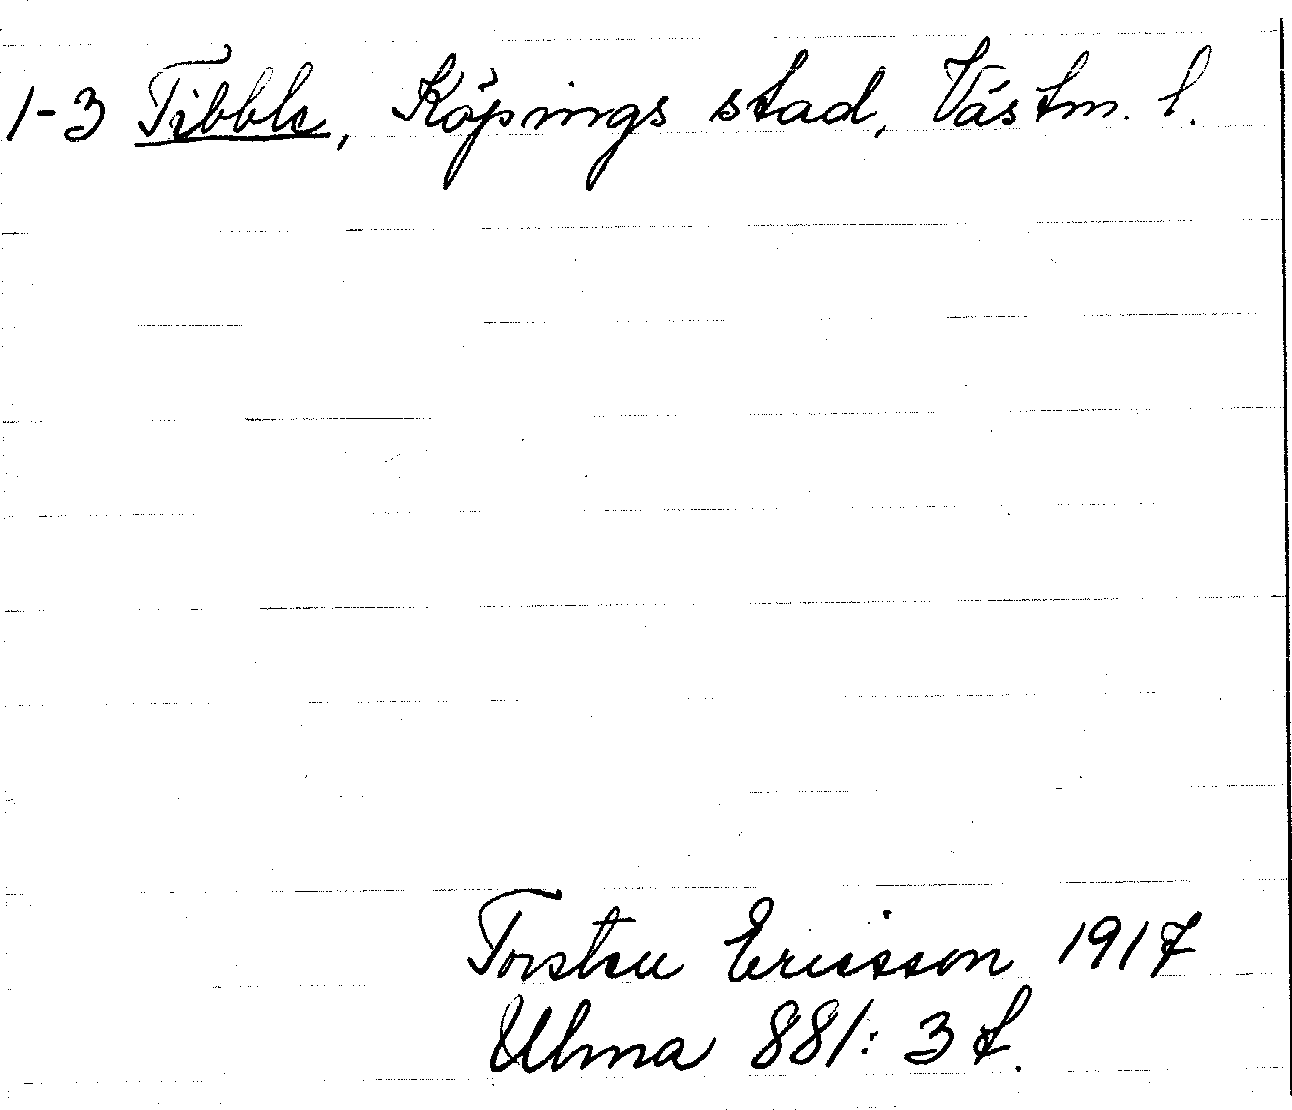 1-3 Tibble, Köpings stad, Västm. l.
Torsten Ericsson 1917
Ulma 881: 3 t.